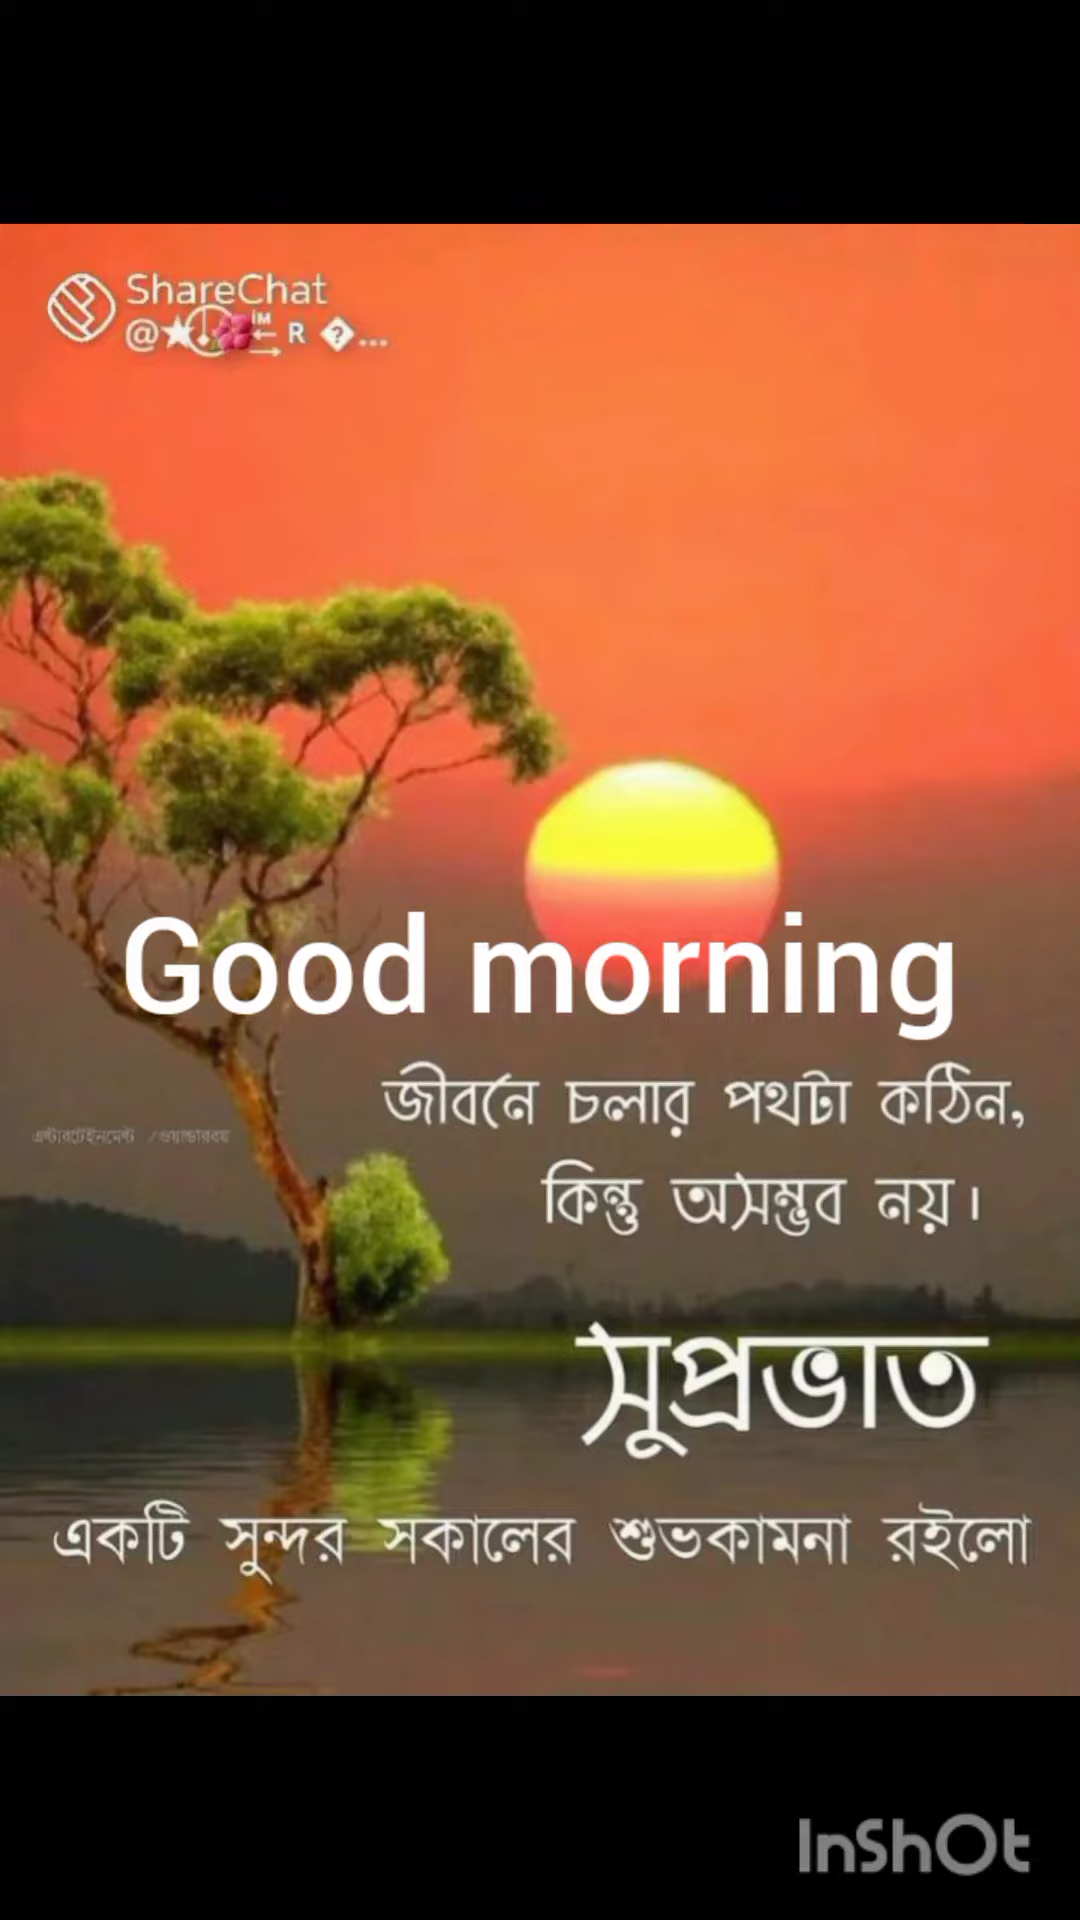 ShareChat
Good morning
জীবনে চলার পথটা কঠিন,
কিন্তু অসম্ভব নয়।
সুপ্রভাত
একটি সুন্দর সকালের শুভকামনা রইলো
InShOt